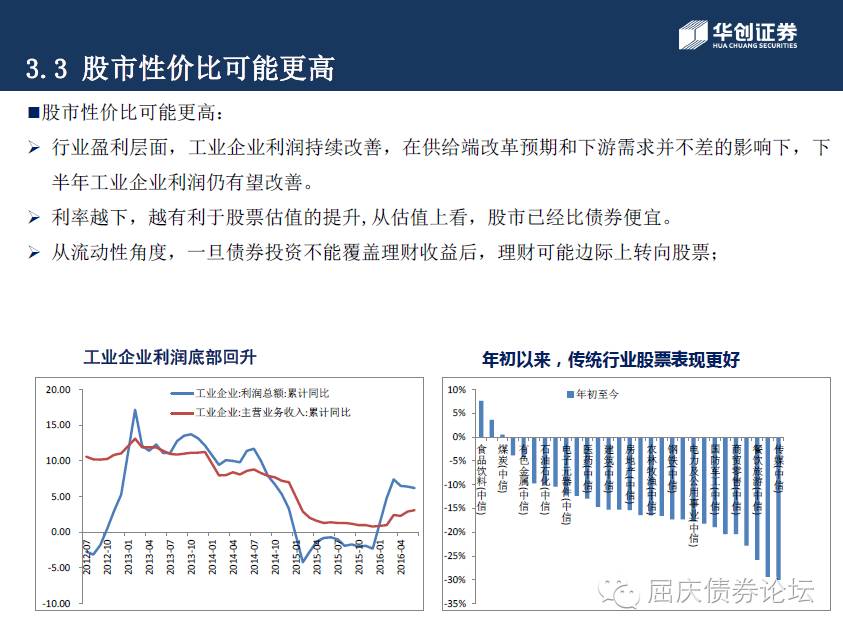 华创证券
HUA CHUANG SECURITIES
3.3 股市性价比可能更高
■股市性价比可能更高：
➢ 行业盈利层面，工业企业利润持续改善，在供给端改革预期和下游需求并不差的影响下，下
半年工业企业利润仍有望改善。
➢ 利率越下，越有利于股票估值的提升,从估值上看，股市已经比债券便宜。
➢ 从流动性角度，一旦债券投资不能覆盖理财收益后，理财可能边际上转向股票；
工业企业利润底部回升
20.00
15.00
10.00
5.00
0.00
-5.00
-10.00
工业企业:利润总额:累计同比
工业企业:主营业务收入:累计同比
2012-07
2012-10
2013-01
2013-04
2013-07
2013-10
2014-01
2014-04
2014-07
2014-10
2015-01
2015-04
2015-07
2015-10
2016-01
2016-04
年初以来，传统行业股票表现更好
10%
5%
0%
-5%
-10%
-15%
-20%
-25%
-30%
-35%
年初至今
食品饮料(中信)
煤炭(中信)
有色金属(中信)
石油石化(中信)
电子元器件(中信)
医药(中信)
建筑(中信)
房地产(中信)
农林牧渔(中信)
钢铁(中信)
电力及公用事业(中信)
国防军工(中信)
商贸零售(中信)
餐饮旅游(中信)
传媒(中信)
屈庆债券论坛